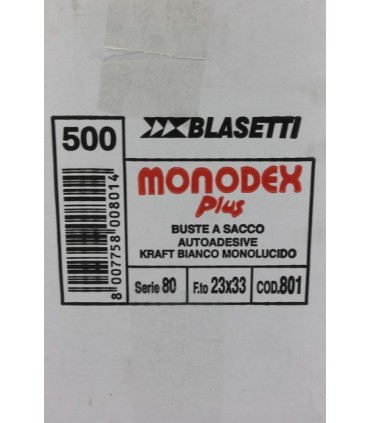 500
BLASETTI
MONODEX
Plus
BUSTE A SACCO
AUTOADESIVE
KRAFT BIANCO MONOLUCIDO
8 007758 008014
Serie 80 F.to 23x33 COD.801